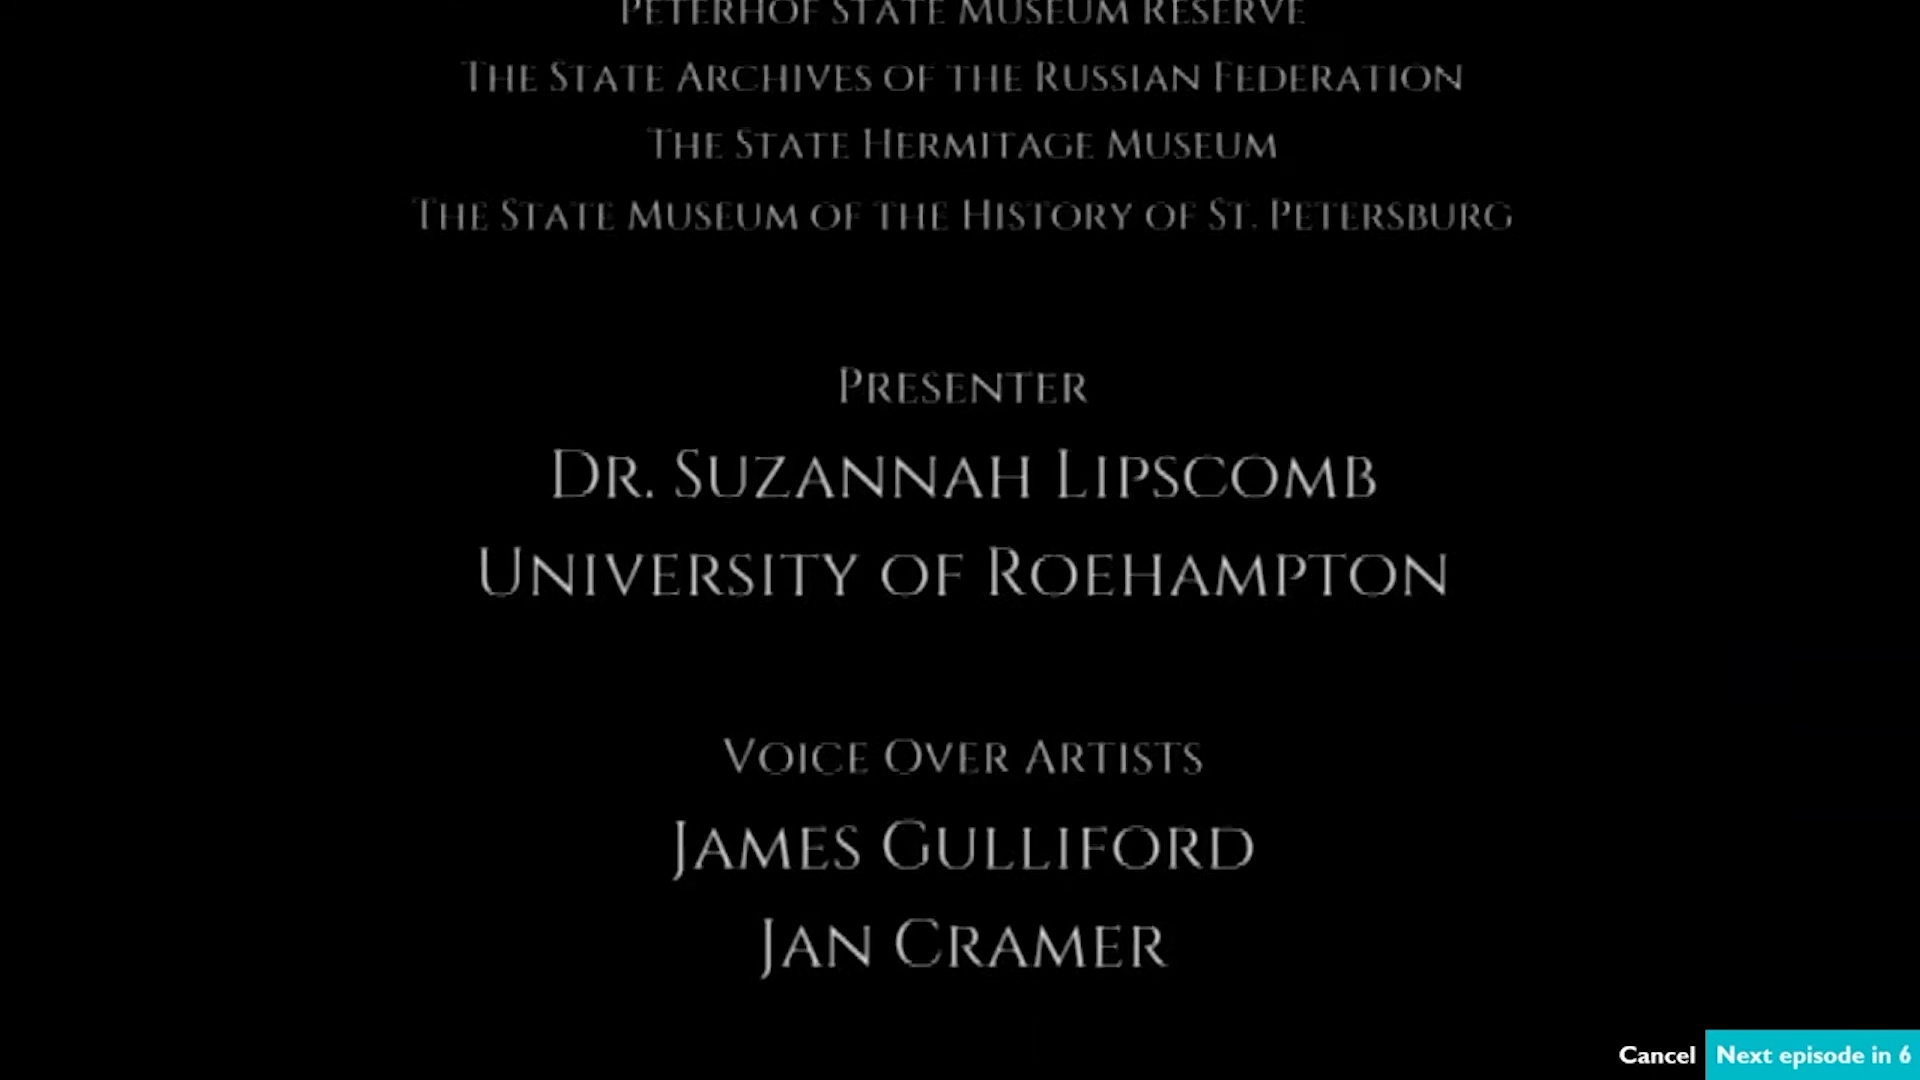 PETERHOF STATE MUSEUM RESERVE
THE STATE ARCHIVES OF THE RUSSIAN FEDERATION
THE STATE HERMITAGE MUSEUM
THE STATE MUSEUM OF THE HISTORY OF ST. PETERSBURG
PRESENTER
DR. SUZANNAH LIPSCOMB
UNIVERSITY OF ROEHAMPTON
VOICE OVER ARTISTS
JAMES GULLIFORD
JAN CRAMER
Cancel Next episode in 6